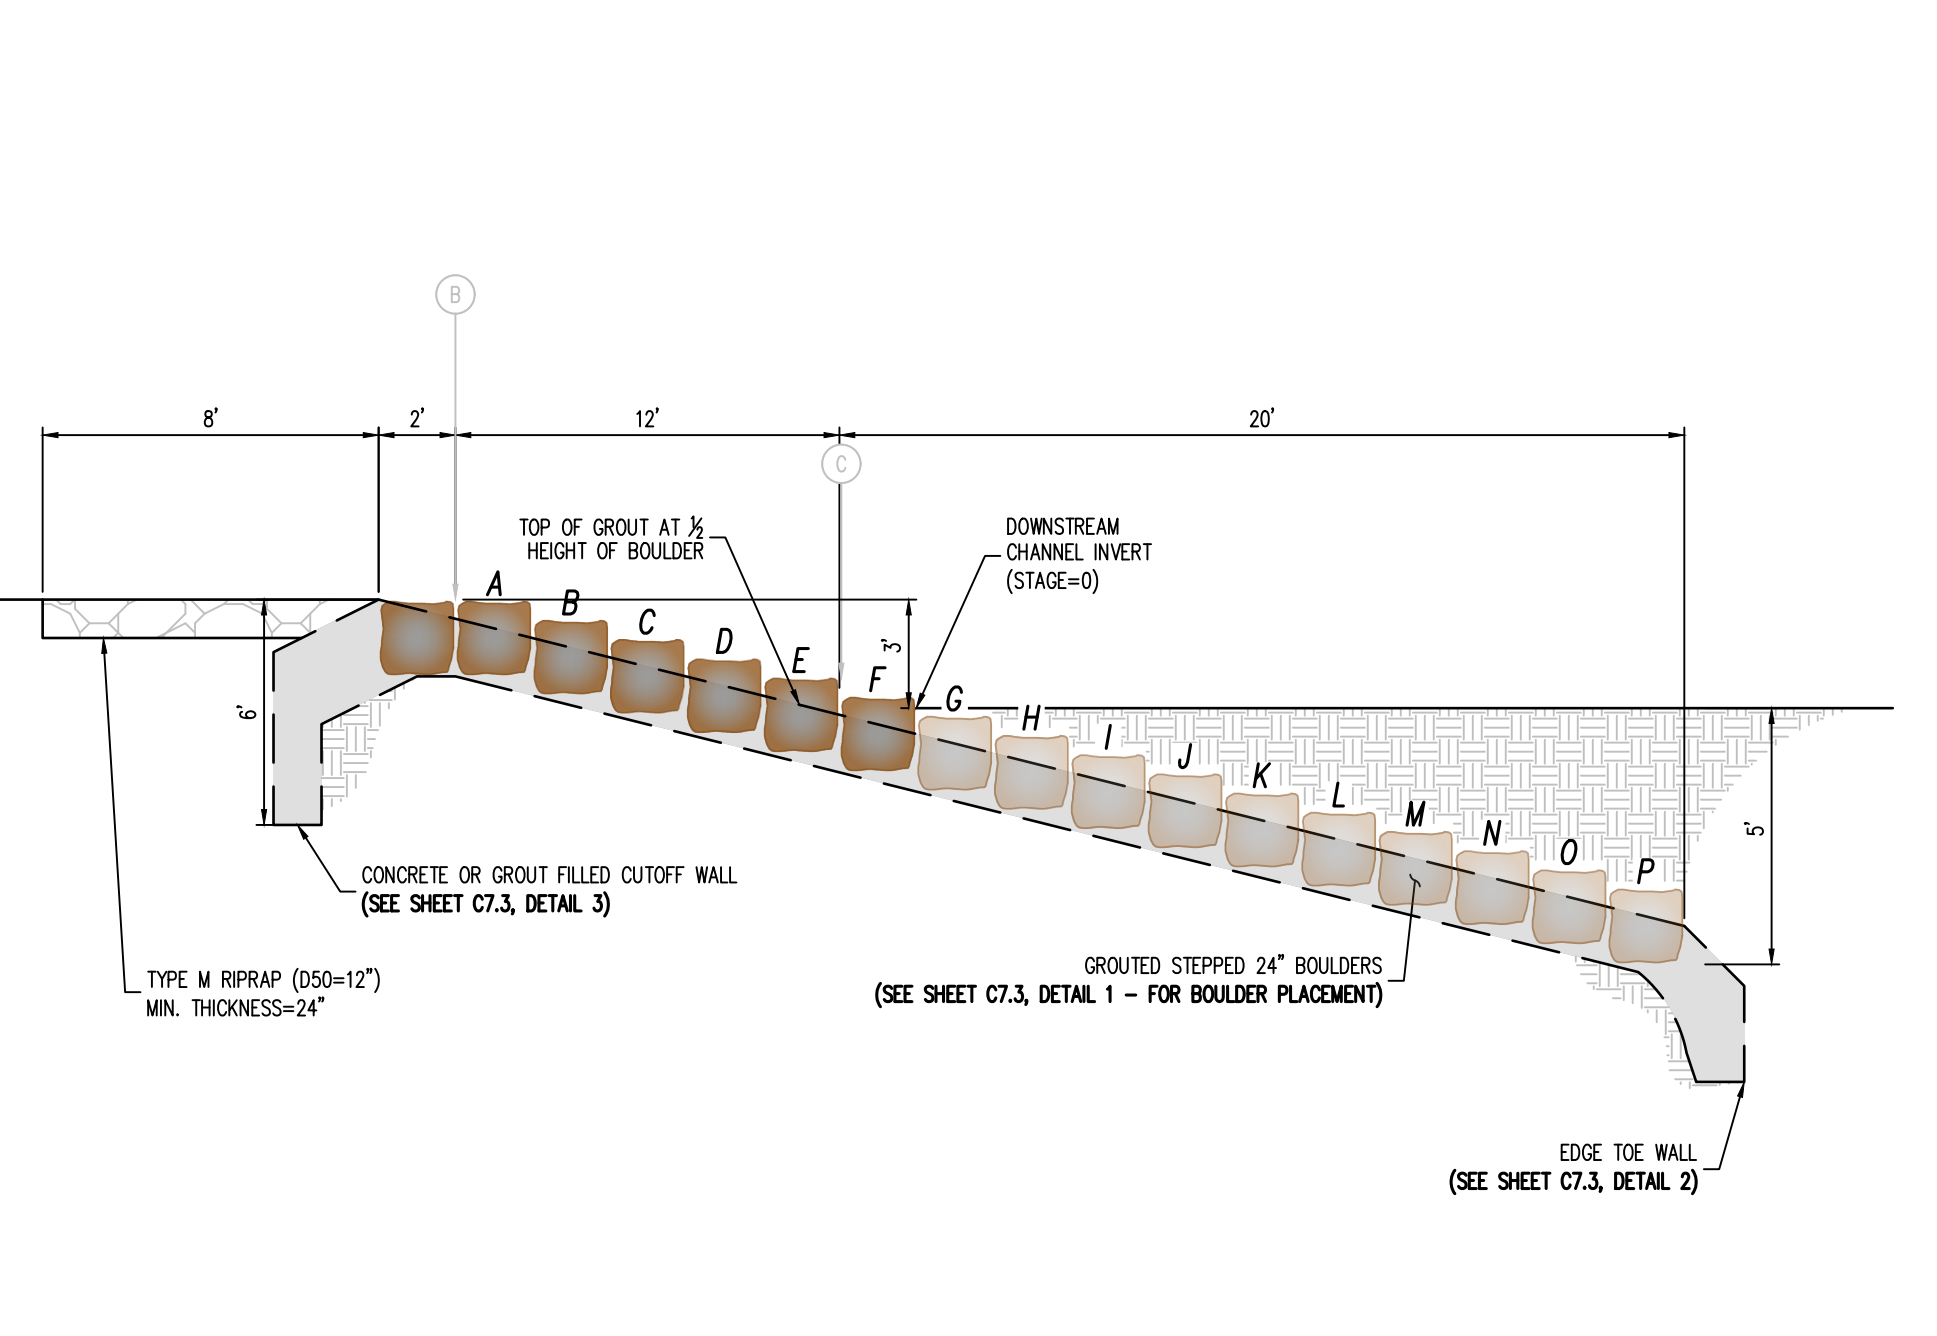 B
8’
2’
12’
20’
C
TOP OF GROUT AT ½
HEIGHT OF BOULDER
DOWNSTREAM
CHANNEL INVERT
(STAGE=0)
A
B
C
D
E
F
G
H
I
J
K
L
M
N
O
P
3’
6’
5’
CONCRETE OR GROUT FILLED CUTOFF WALL
(SEE SHEET C7.3, DETAIL 3)
TYPE M RIPRAP (D50=12”)
MIN. THICKNESS=24”
GROUTED STEPPED 24” BOULDERS
(SEE SHEET C7.3, DETAIL 1 – FOR BOULDER PLACEMENT)
EDGE TOE WALL
(SEE SHEET C7.3, DETAIL 2)